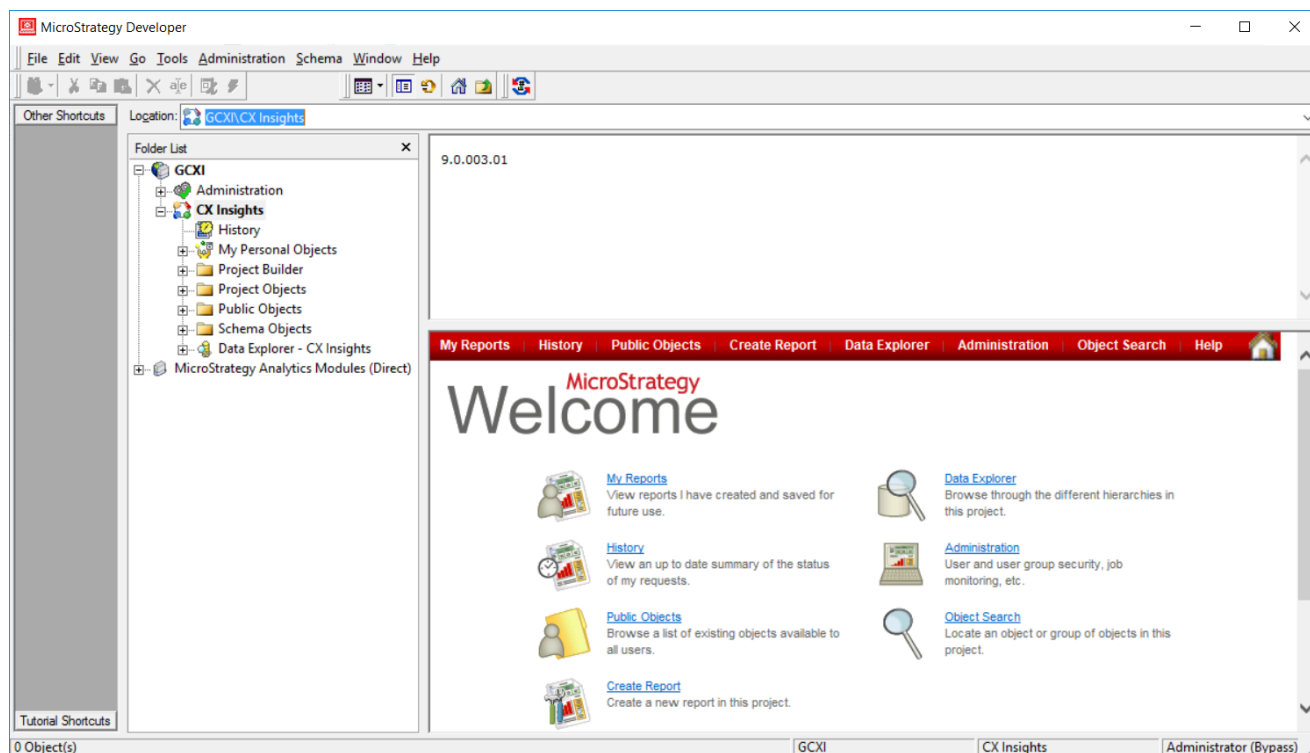 MicroStrategy Developer
File Edit View Go Tools Administration Schema Window Help
Other Shortcuts
Location: GCXI\CX Insights
Folder List
GCXI
Administration
CX Insights
History
My Personal Objects
Project Builder
Project Objects
Public Objects
Schema Objects
Data Explorer - CX Insights
MicroStrategy Analytics Modules (Direct)
9.0.003.01
My Reports History Public Objects Create Report Data Explorer Administration Object Search Help
MicroStrategy
Welcome
My Reports
View reports I have created and saved for
future use.
Data Explorer
Browse through the different hierarchies in
this project.
History
View an up to date summary of the status
of my requests.
Administration
User and user group security, job
monitoring, etc.
Public Objects
Browse a list of existing objects available to
all users.
Object Search
Locate an object or group of objects in this
project.
Create Report
Create a new report in this project.
Tutorial Shortcuts
0 Object(s) GCXI CX Insights Administrator (Bypass)